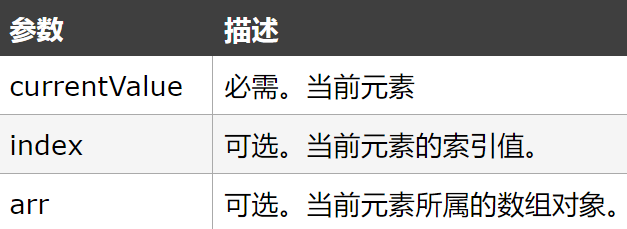 参数 描述
currentValue 必需。当前元素
index 可选。当前元素的索引值。
arr 可选。当前元素所属的数组对象。